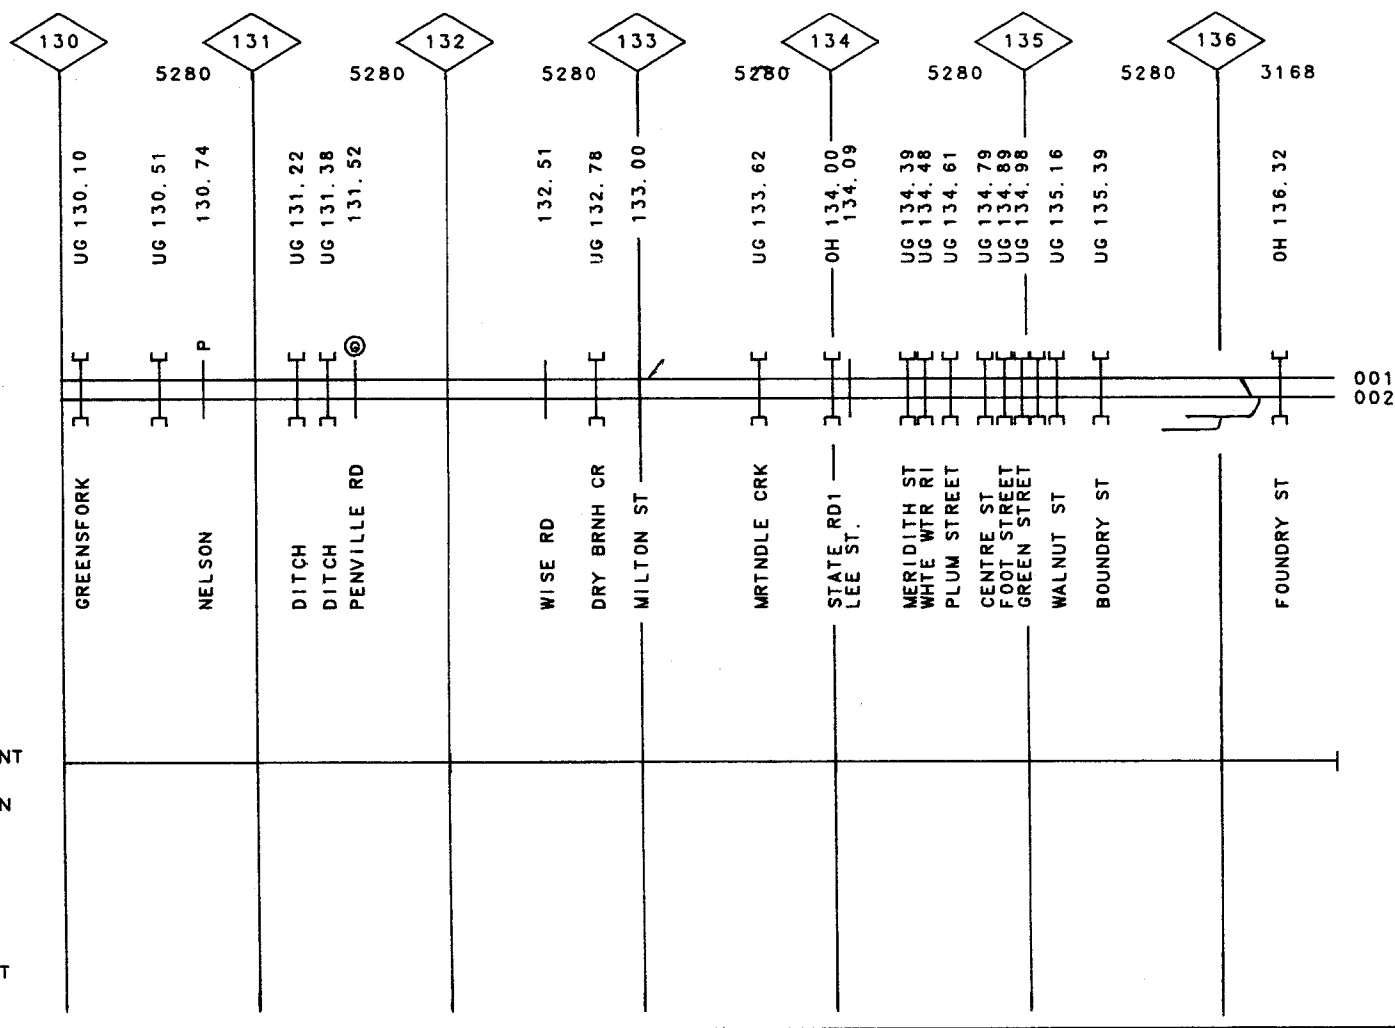 130
131
132
133
134
135
136
5280
5280
5280
5280
5280
5280
3168
UG 130.10
UG 130.51
130.74
UG 131.22
UG 131.38
131.52
132.51
UG 132.78
133.00
UG 133.62
OH 134.00
134.09
UG 134.39
UG 134.48
UG 134.61
UG 134.79
UG 134.89
UG 134.98
UG 135.16
UG 135.39
OH 136.32
P
001
002
GREENSFORK
NELSON
DITCH
DITCH
PENVILLE RD
WISE RD
DRY BRNH CR
MILTON ST
MRTNDLE CRK
STATE RD1
LEE ST.
MERIDITH ST
WHTE WTR RI
PLUM STREET
CENTRE ST
FOOT STREET
GREEN STRET
WALNUT ST
BOUNDRY ST
FOUNDRY ST
NT
N
T